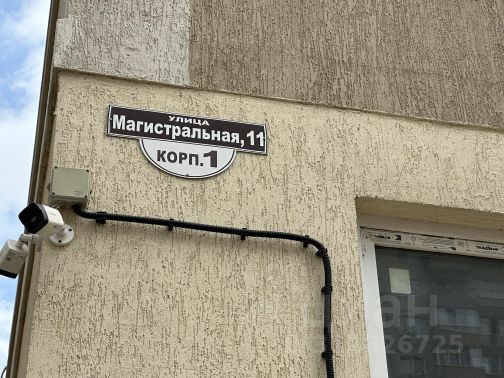 УЛИЦА
Магистральная, 11
КОРП. 1